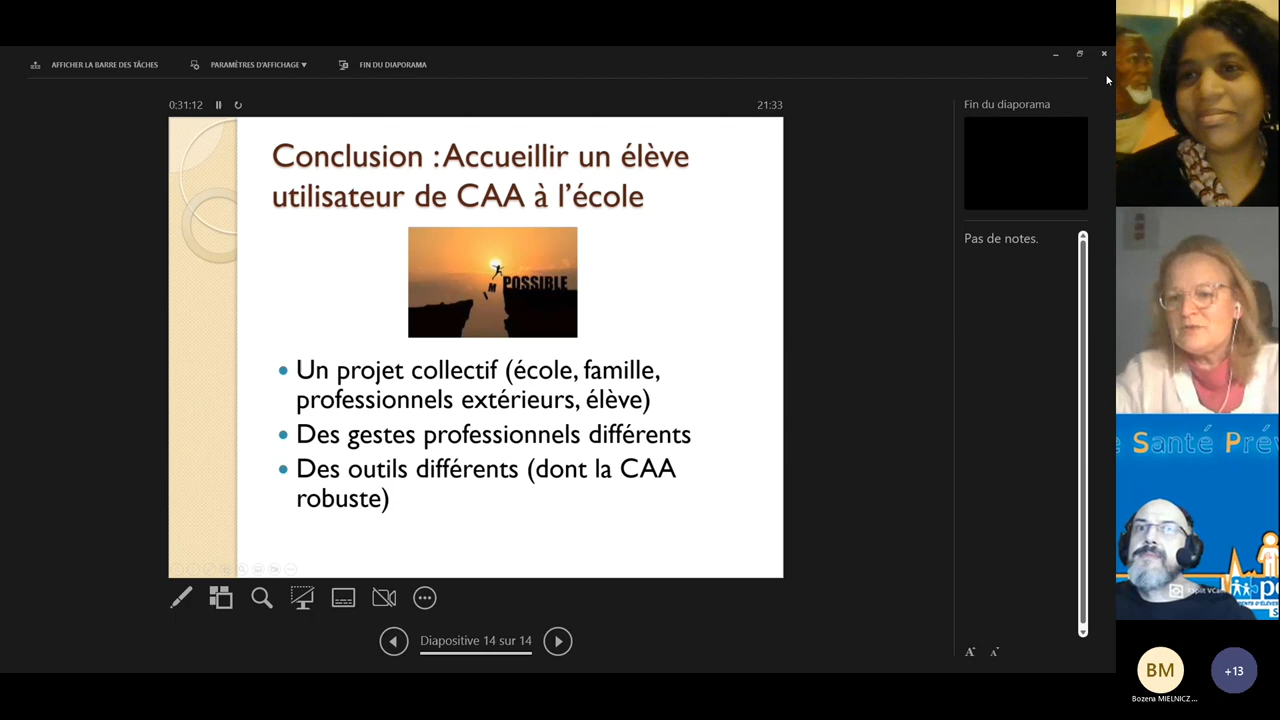 AFFICHER LA BARRE DES TÂCHES
PARAMÈTRES D'AFFICHAGE ▾
FIN DU DIAPORAMA
0:31:12
21:33
Fin du diaporama
Conclusion : Accueillir un élève
utilisateur de CAA à l'école
IMPOSSIBLE
• Un projet collectif (école, famille,
professionnels extérieurs, élève)
• Des gestes professionnels différents
• Des outils différents (dont la CAA
robuste)
Pas de notes.
Diapositive 14 sur 14
Santé Pré
BM
+13
Bozena MIELNICZ...